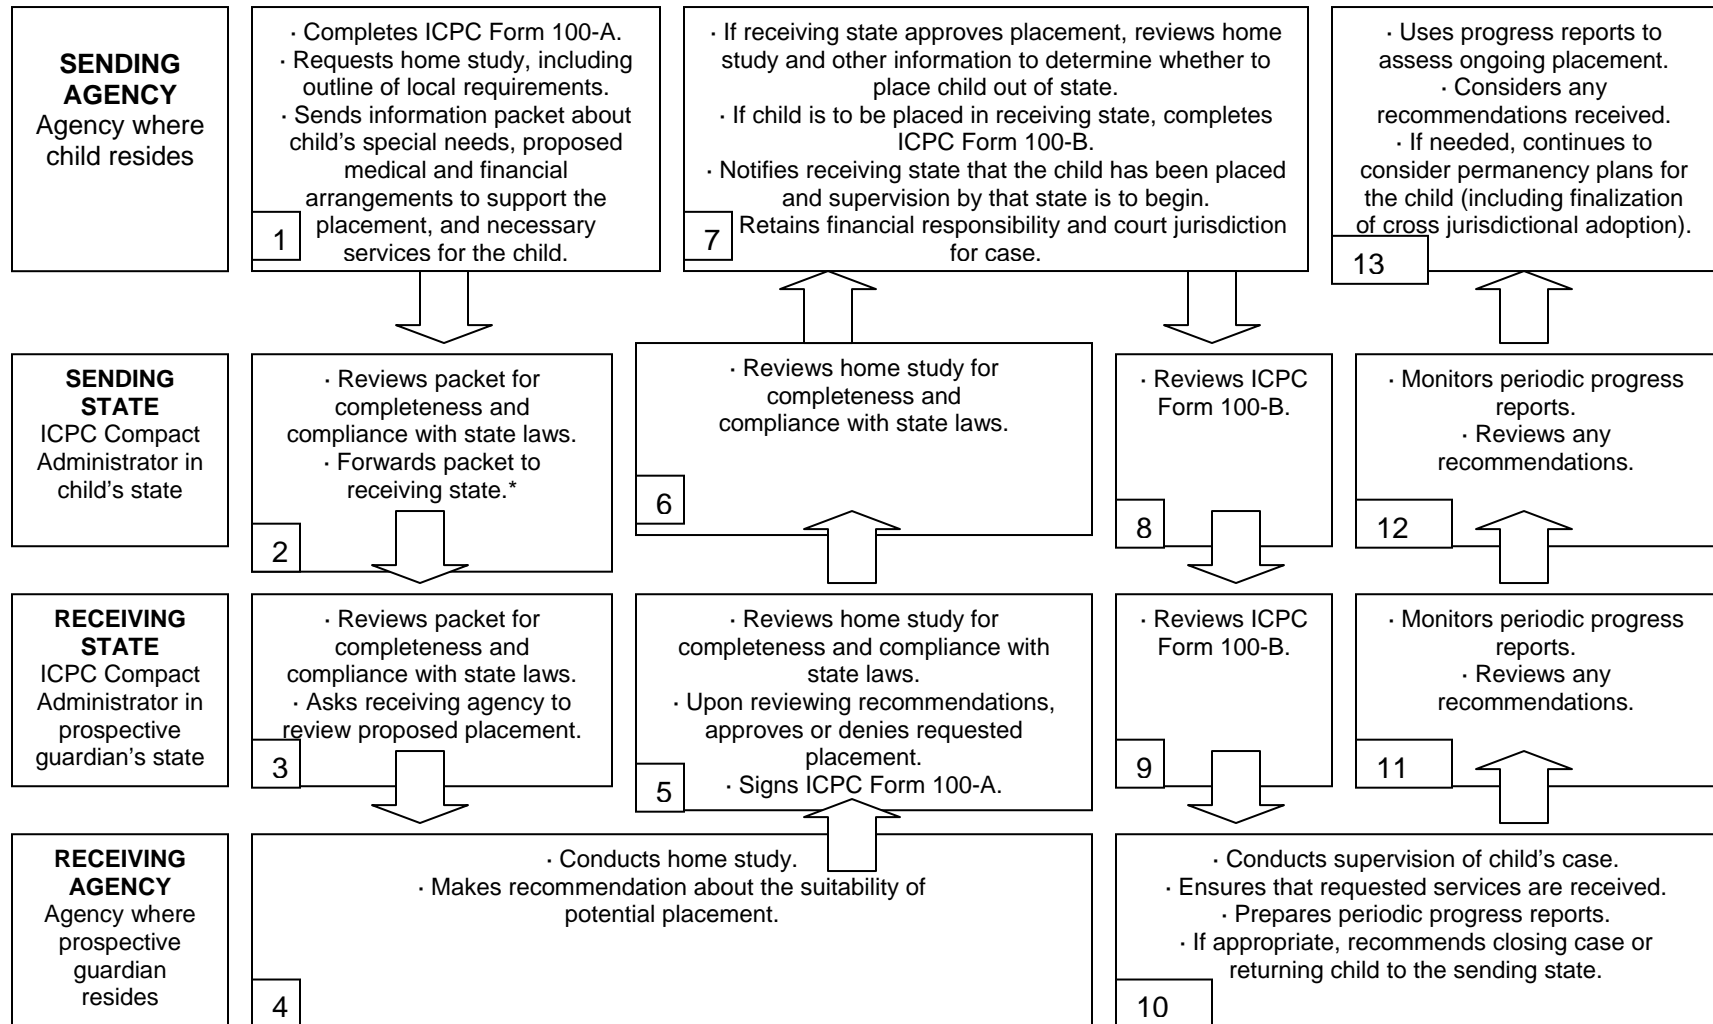 SENDING
AGENCY
Agency where
child resides
· Completes ICPC Form 100-A.
· Requests home study, including
outline of local requirements.
· Sends information packet about
child's special needs, proposed
medical and financial
arrangements to support the
placement, and necessary
services for the child.
1
· If receiving state approves placement, reviews home
study and other information to determine whether to
place child out of state.
· If child is to be placed in receiving state, completes
ICPC Form 100-B.
· Notifies receiving state that the child has been placed
and supervision by that state is to begin.
· Retains financial responsibility and court jurisdiction
for case.
7
· Uses progress reports to
assess ongoing placement.
· Considers any
recommendations received.
· If needed, continues to
consider permanency plans for
the child (including finalization
of cross jurisdictional adoption).
13
SENDING
STATE
ICPC Compact
Administrator in
child's state
· Reviews packet for
completeness and
compliance with state laws.
· Forwards packet to
receiving state.*
2
· Reviews home study for
completeness and
compliance with state laws.
6
· Reviews ICPC
Form 100-B.
8
· Monitors periodic progress
reports.
· Reviews any
recommendations.
12
RECEIVING
STATE
ICPC Compact
Administrator in
prospective
guardian's state
· Reviews packet for
completeness and
compliance with state laws.
· Asks receiving agency to
review proposed placement.
3
· Reviews home study for
completeness and compliance with
state laws.
· Upon reviewing recommendations,
approves or denies requested
placement.
· Signs ICPC Form 100-A.
5
· Reviews ICPC
Form 100-B.
9
· Monitors periodic progress
reports.
· Reviews any
recommendations.
11
RECEIVING
AGENCY
Agency where
prospective
guardian
resides
· Conducts home study.
· Makes recommendation about the suitability of
potential placement.
4
· Conducts supervision of child's case.
· Ensures that requested services are received.
· Prepares periodic progress reports.
· If appropriate, recommends closing case or
returning child to the sending state.
10